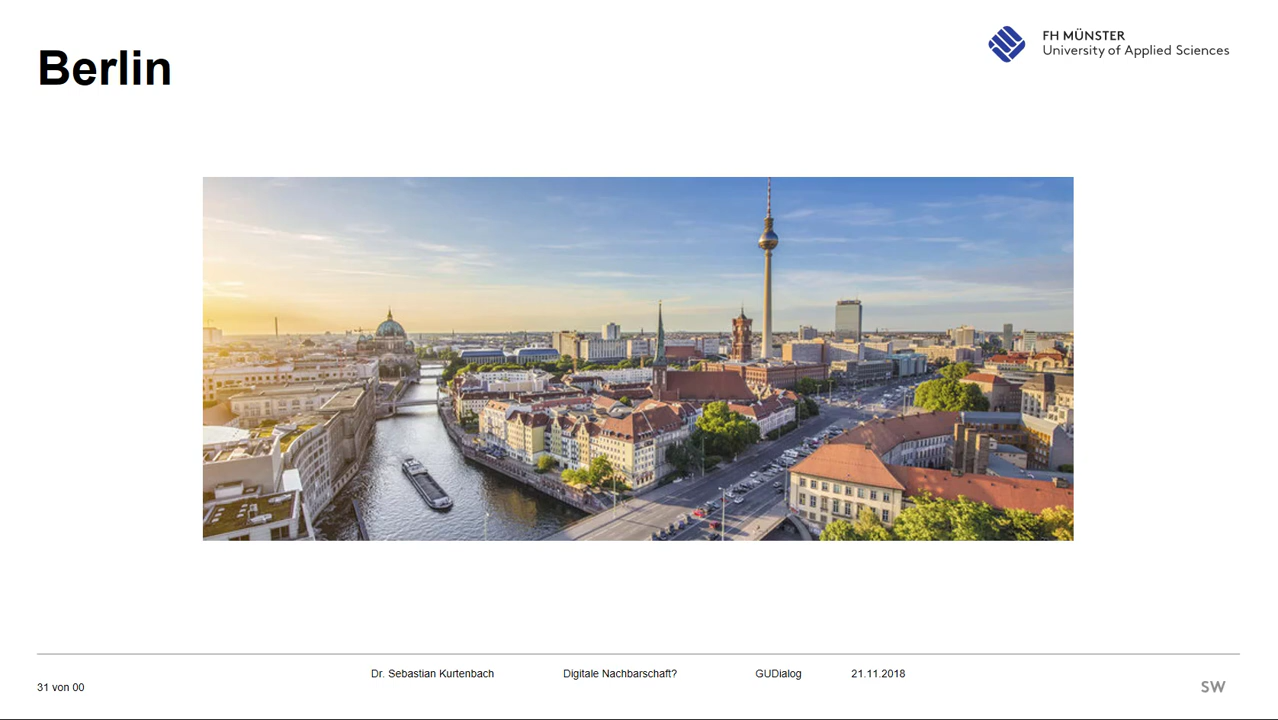 Berlin
FH MÜNSTER
University of Applied Sciences
Dr. Sebastian Kurtenbach Digitale Nachbarschaft? GUDialog 21.11.2018
31 von 00
SW